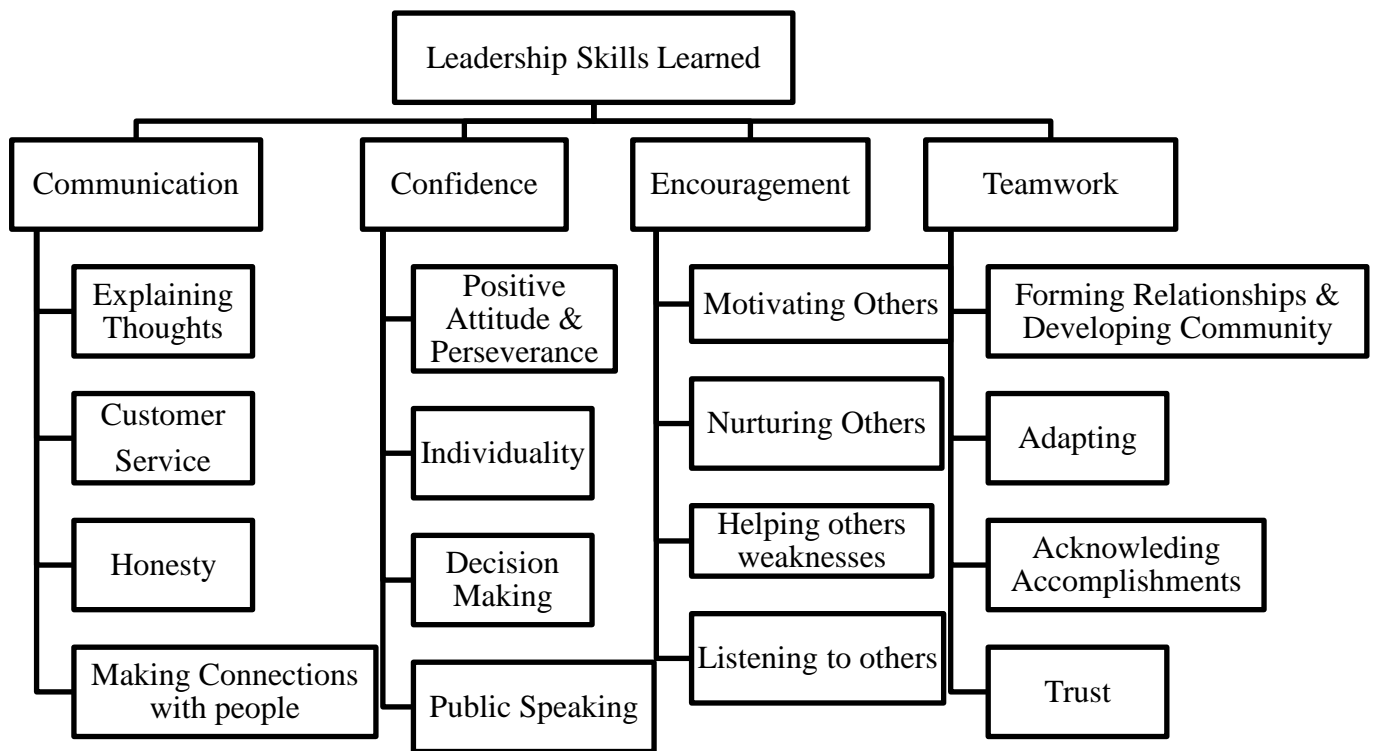 Leadership Skills Learned
Communication
Explaining
Thoughts
Customer
Service
Honesty
Making Connections
with people
Confidence
Positive
Attitude &
Perseverance
Individuality
Decision
Making
Public Speaking
Encouragement
Motivating Others
Nurturing Others
Helping others
weaknesses
Listening to others
Teamwork
Forming Relationships &
Developing Community
Adapting
Acknowleding
Accomplishments
Trust